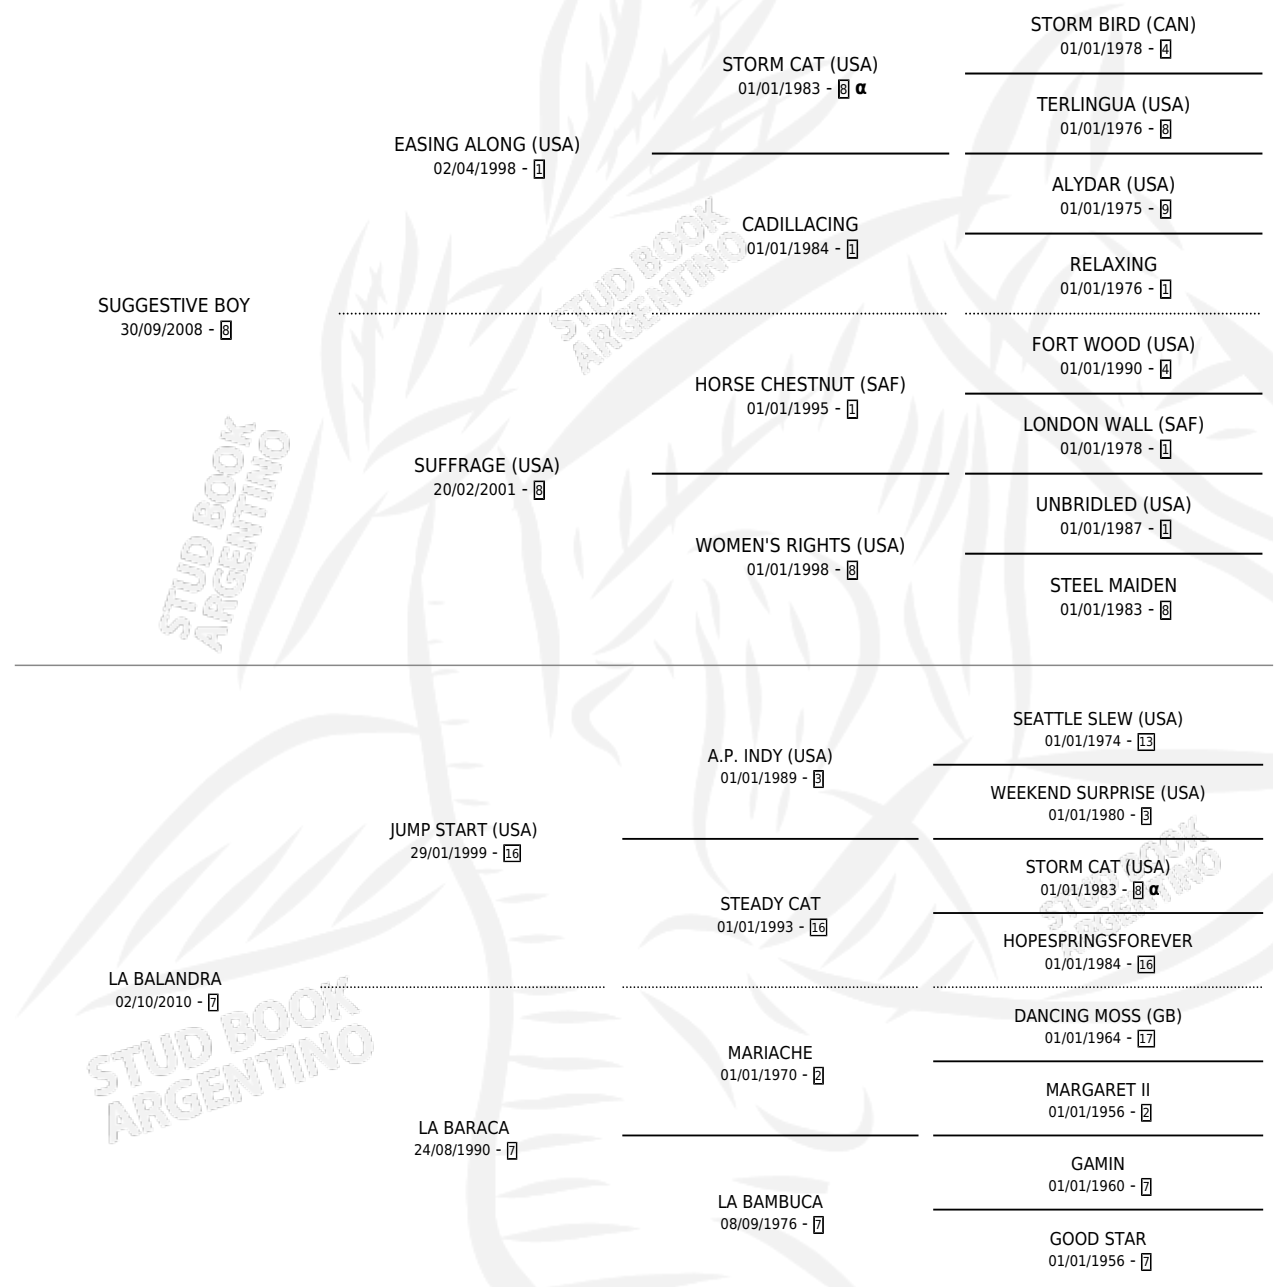 STORM BIRD (CAN)
01/01/1978 - 4
STORM CAT (USA)
01/01/1983 - 8 α
TERLINGUA (USA)
01/01/1976 - 8
EASING ALONG (USA)
02/04/1998 - 1
ALYDAR (USA)
01/01/1975 - 9
CADILLACING
01/01/1984 - 1
RELAXING
01/01/1976 - 1
SUGGESTIVE BOY
30/09/2008 - 8
FORT WOOD (USA)
01/01/1990 - 4
HORSE CHESTNUT (SAF)
01/01/1995 - 1
LONDON WALL (SAF)
01/01/1978 - 1
SUFFRAGE (USA)
20/02/2001 - 8
UNBRIDLED (USA)
01/01/1987 - 1
WOMEN'S RIGHTS (USA)
01/01/1998 - 8
STEEL MAIDEN
01/01/1983 - 8
STUD BOOK
ARGENTINO
STUD BOOK
ARGENTINO
SEATTLE SLEW (USA)
01/01/1974 - 13
A.P. INDY (USA)
01/01/1989 - 3
WEEKEND SURPRISE (USA)
01/01/1980 - 3
JUMP START (USA)
29/01/1999 - 16
STORM CAT (USA)
01/01/1983 - 8 α
STEADY CAT
01/01/1993 - 16
HOPESPRINGSFOREVER
01/01/1984 - 16
LA BALANDRA
02/10/2010 - 7
DANCING MOSS (GB)
01/01/1964 - 17
MARIACHE
01/01/1970 - 2
MARGARET II
01/01/1956 - 2
LA BARACA
24/08/1990 - 7
GAMIN
01/01/1960 - 7
LA BAMBUCA
08/09/1976 - 7
GOOD STAR
01/01/1956 - 7
STUD BOOK
ARGENTINO
STUD BOOK
ARGENTINO